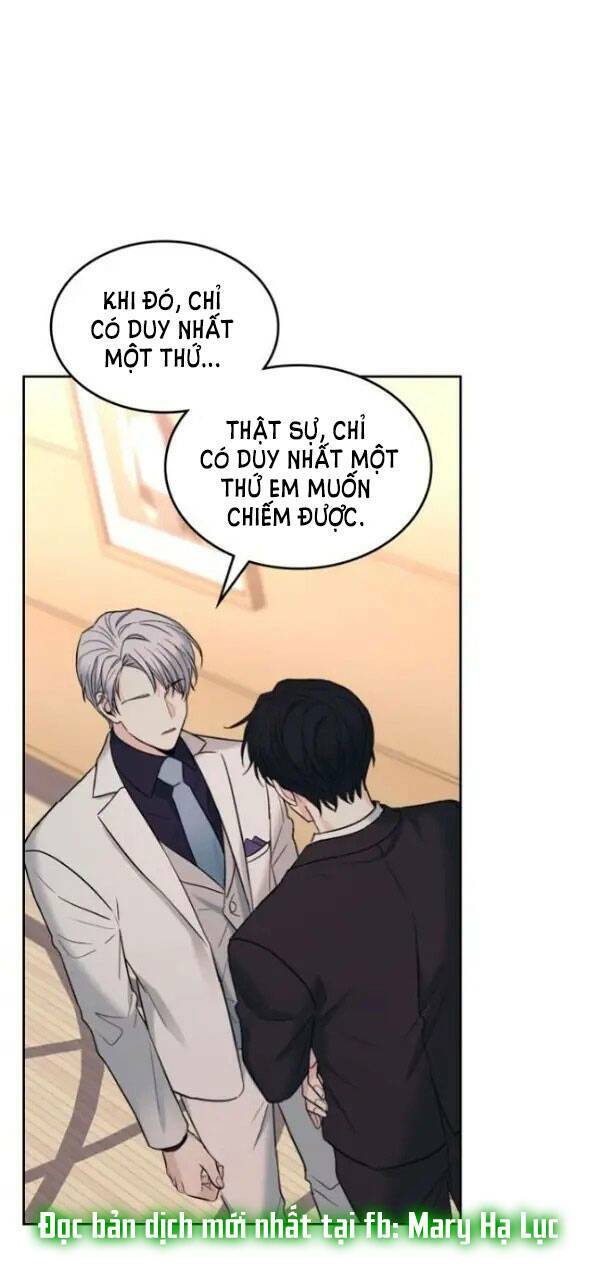 KHI ĐÓ, CHỈ
CÓ DUY NHẤT
MỘT THỨ...
THẬT SỰ, CHỈ
CÓ DUY NHẤT MỘT
THỨ EM MUỐN
CHIẾM ĐƯỢC.
Đọc bản dịch mới nhất tại fb: Mary Hạ Lục